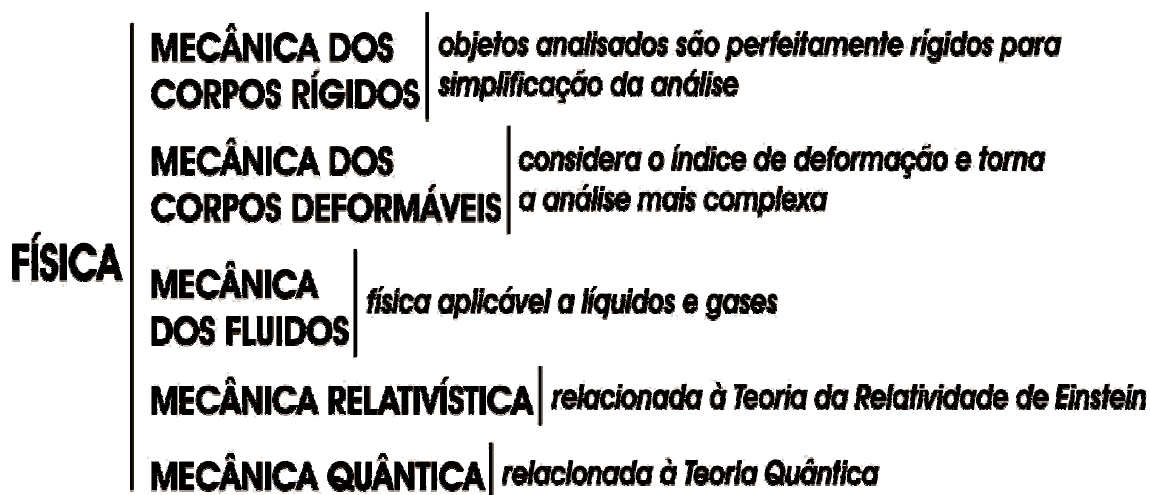 MECÂNICA DOS
CORPOS RÍGIDOS
objetos analisados são perfeitamente rígidos para
simplificação da análise
MECÂNICA DOS
CORPOS DEFORMÁVEIS
considera o índice de deformação e torna
a análise mais complexa
FÍSICA
MECÂNICA
DOS FLUIDOS
física aplicável a líquidos e gases
MECÂNICA RELATIVÍSTICA
relacionada à Teoria da Relatividade de Einstein
MECÂNICA QUÂNTICA
relacionada à Teoria Quântica